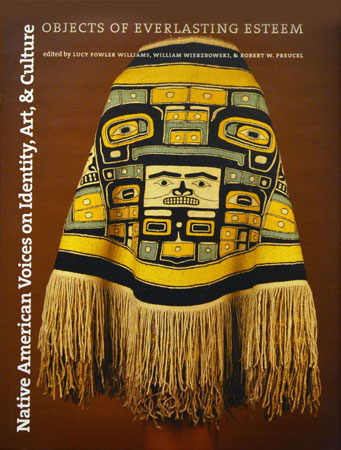 OBJECTS OF EVERLASTING ESTEEM
edited by LUCY FOWLER WILLIAMS, WILLIAM WIERZBOWSKI, & ROBERT W. PREUCEL
Native American Voices on Identity, Art, & Culture